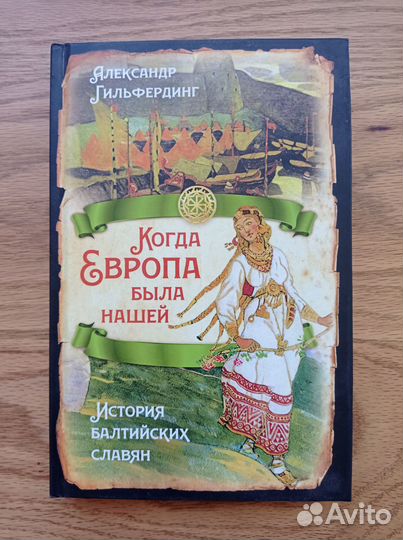 Александр
Гильфердинг
Когда
Европа
была
нашей
История
балтийских
славян
Avito